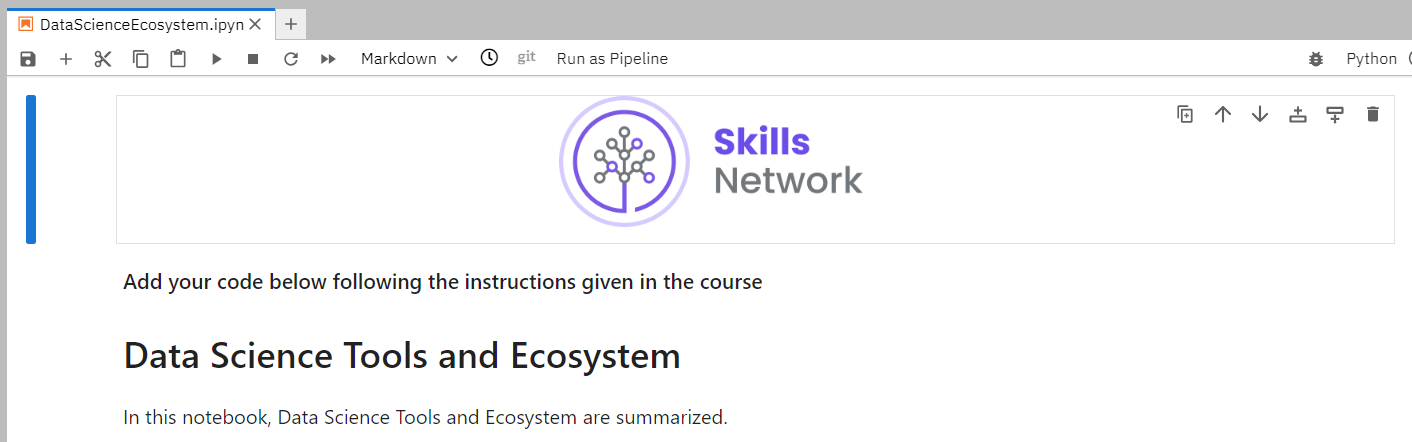 DataScienceEcosystem.ipyn
Markdown git Run as Pipeline Python
Skills
Network
Add your code below following the instructions given in the course
Data Science Tools and Ecosystem
In this notebook, Data Science Tools and Ecosystem are summarized.